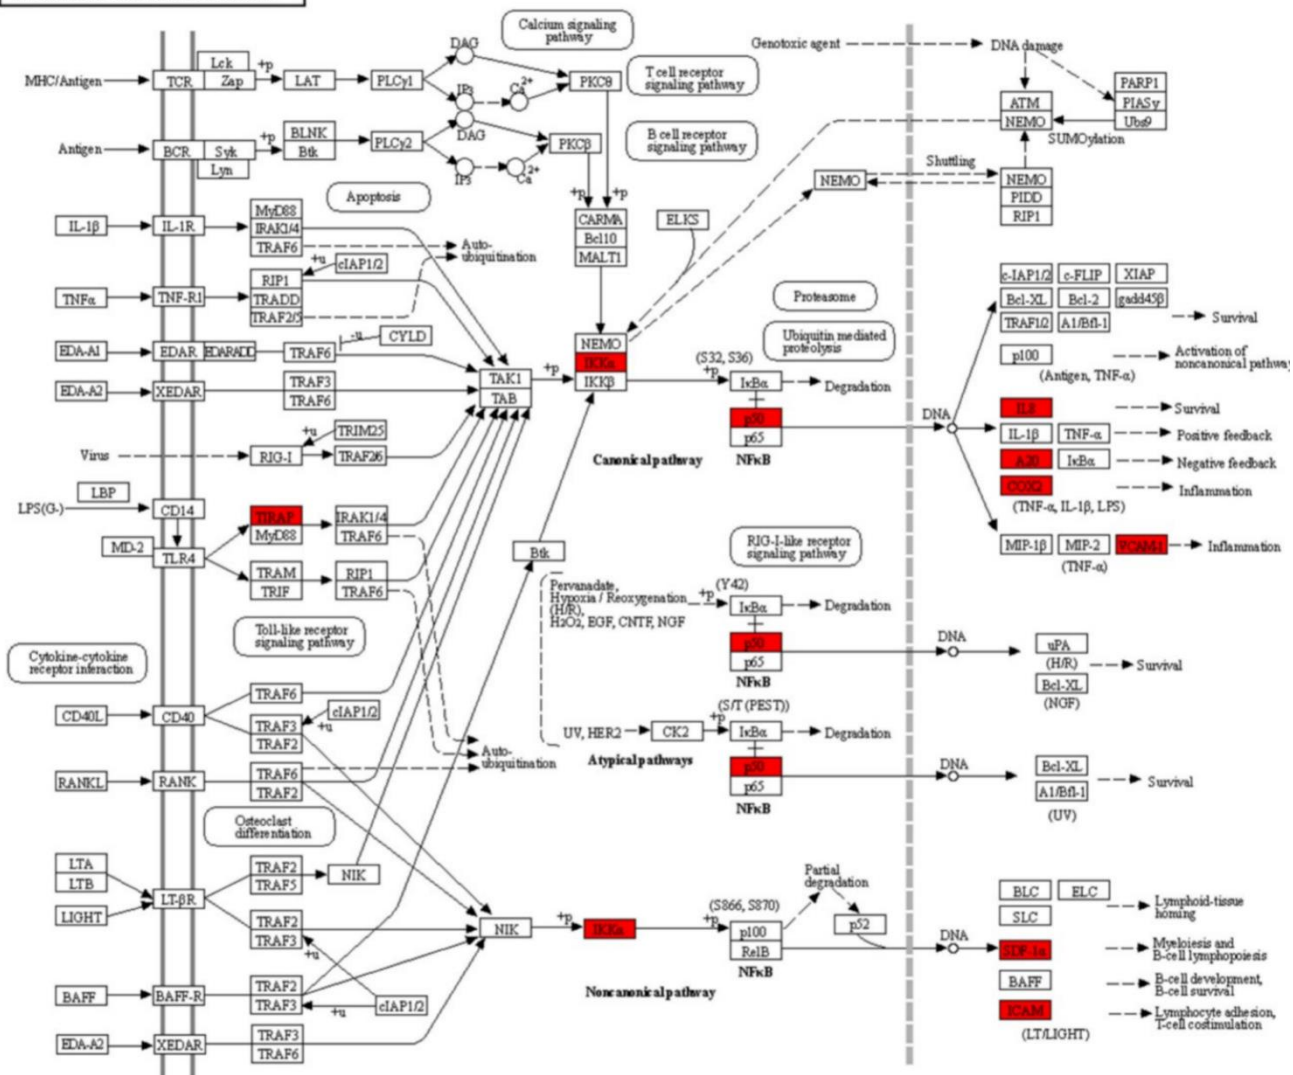 Calcium signaling
pathway
T cell receptor
signaling pathway
B cell receptor
signaling pathway
Genotoxic agent
DNA damage
PARP1
PIASγ
Ubs9
ATM
NEMO
SUMOylation
Shuttling
NEMO
NEMO
PIDD
RIP1
MHC/Antigen
TCR
Lck
Zap
+p
LAT
PLCγ1
DAG
IP3
Ca2+
PKCθ
Antigen
BCR
Syk
Lyn
+p
BLNK
Btk
PLCγ2
DAG
IP3
Ca2+
PKCβ
+p
+p
Apoptosis
CARMA
Bcl10
MALT1
ELKS
IL-1β
IL-1R
MyD88
IRAK1/4
TRAF6
Auto-
ubiquitination
TNFα
TNF-R1
+u
cIAP1/2
RIP1
TRADD
TRAF2/5
EDA-A1
EDAR
EDARADD
TRAF6
-u
CYLD
EDA-A2
XEDAR
TRAF3
TRAF6
TAK1
TAB
+p
NEMO
IKKα
IKKβ
Proteasome
Ubiquitin mediated
proteolysis
(S32, S36)
+p
IκBα
Degradation
p50
p65
NFκB
Canonical pathway
Virus
RIG-I
+u
TRIM25
TRAF2/6
LPS(G-)
LBP
CD14
MD-2
TLR4
TIRAP
MyD88
IRAK1/4
TRAF6
TRAM
TRIF
RIP1
TRAF6
Btk
Toll-like receptor
signaling pathway
Cytokine-cytokine
receptor interaction
DNA
c-IAP1/2
c-FLIP
XIAP
Bcl-XL
Bcl-2
gadd45β
TRAF1/2
A1/Bfl-1
Survival
p100
(Antigen, TNF-α)
Activation of
noncanonical pathway
IL8
Survival
IL-1β
TNF-α
Positive feedback
A20
IκBα
Negative feedback
COX2
Inflammation
(TNF-α, IL-1β, LPS)
MIP-1β
MIP-2
VCAM-1
Inflammation
(TNF-α)
RIG-I-like receptor
signaling pathway
Pervanadate,
Hypoxia / Reoxygenation
(H/R),
H2O2, EGF, CNTF, NGF
+p
(Y42)
IκBα
Degradation
p50
p65
NFκB
DNA
uPA
(H/R)
Bcl-XL
(NGF)
Survival
CD40L
CD40
TRAF6
TRAF3
TRAF2
cIAP1/2
+u
Auto-
ubiquitination
UV, HER2
CK2
+p
(S/T (PEST))
IκBα
Degradation
Atypical pathways
p50
p65
NFκB
DNA
Bcl-XL
A1/Bfl-1
(UV)
Survival
RANKL
RANK
TRAF6
TRAF2
Osteoclast
differentiation
LTA
LTB
LIGHT
LT-βR
TRAF2
TRAF5
NIK
TRAF2
TRAF3
+u
NIK
+p
IKKα
+p
(S866, S870)
p100
RelB
NFκB
Partial
degradation
p52
Noncanonical pathway
DNA
BLC
ELC
SLC
Lymphoid-tissue
homing
SDF-1α
Myeloiesis and
B-cell lymphopoiesis
BAFF
B-cell development,
B-cell survival
ICAM
Lymphocyte adhesion,
T-cell costimulation
(LT/LIGHT)
BAFF
BAFF-R
TRAF2
TRAF3
+u
cIAP1/2
EDA-A2
XEDAR
TRAF3
TRAF6